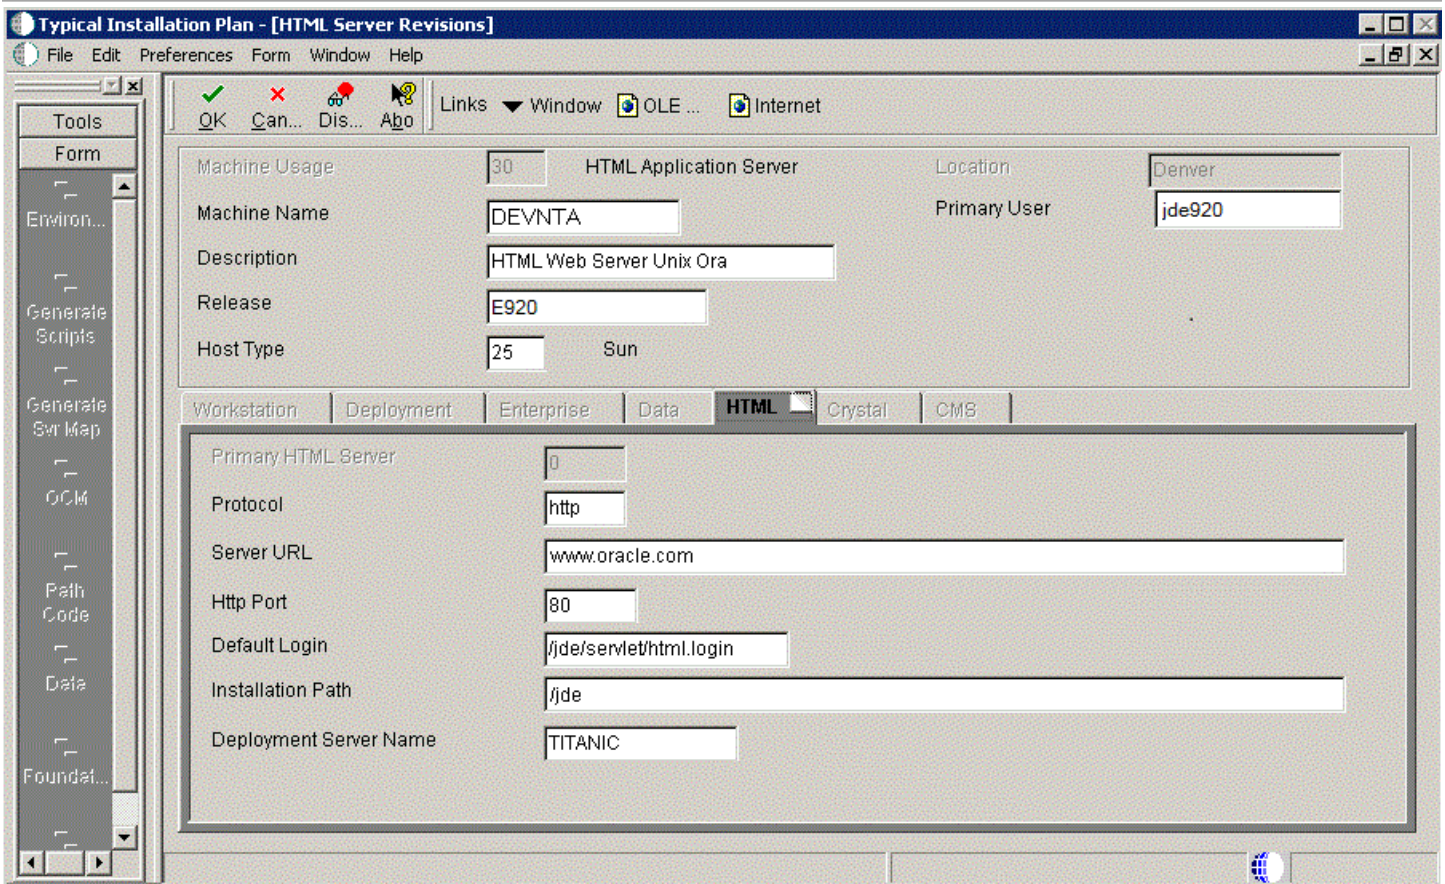 Typical Installation Plan - [HTML Server Revisions]
File Edit Preferences Form Window Help
OK Can... Dis... Abo Links Window OLE ... Internet
Tools
Form
Environ...
Generate
Scripts
Generate
Svr Map
OCM
Path
Code
Data
Foundat...
Machine Usage 30 HTML Application Server Location Denver
Machine Name DEVNTA Primary User jde920
Description HTML Web Server Unix Ora
Release E920
Host Type 25 Sun
Workstation Deployment Enterprise Data HTML Crystal CMS
Primary HTML Server 0
Protocol http
Server URL www.oracle.com
Http Port 80
Default Login /jde/servlet/html.login
Installation Path /jde
Deployment Server Name TITANIC